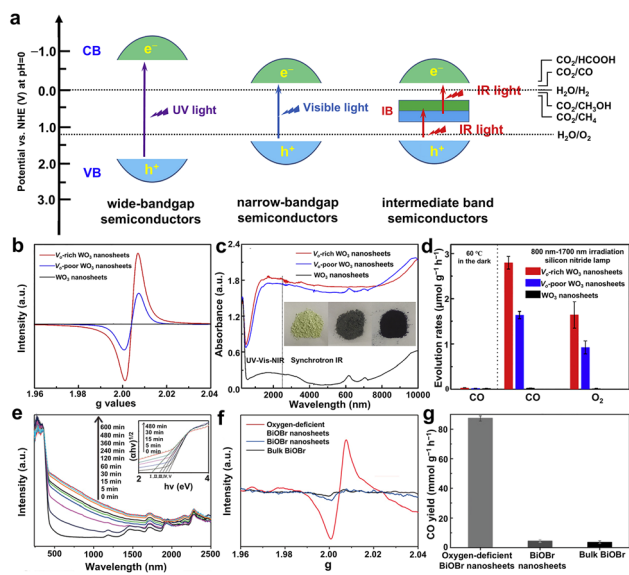 a
Potential vs. NHE (V) at pH=0
-1.0
0.0
1.0
2.0
3.0
CB
VB
e⁻
h⁺
UV light
wide-bandgap
semiconductors
e⁻
h⁺
Visible light
narrow-bandgap
semiconductors
e⁻
h⁺
IB
IR light
IR light
intermediate band
semiconductors
CO₂/HCOOH
CO₂/CO
H₂O/H₂
CO₂/CH₃OH
CO₂/CH₄
H₂O/O₂
b
Vₒ-rich WO₃ nanosheets
Vₒ-poor WO₃ nanosheets
WO₃ nanosheets
Intensity (a.u.)
1.96 1.98 2.00 2.02 2.04
g values
c
Vₒ-rich WO₃ nanosheets
Vₒ-poor WO₃ nanosheets
WO₃ nanosheets
Absorbance (a.u.)
2.4
1.8
1.2
0.6
0.0
UV-Vis-NIR
Synchrotron IR
2000 4000 6000 8000 10000
Wavelength (nm)
d
60 ℃
in the dark
800 nm-1700 nm irradiation
silicon nitride lamp
Vₒ-rich WO₃ nanosheets
Vₒ-poor WO₃ nanosheets
WO₃ nanosheets
Evolution rates (μmol g⁻¹ h⁻¹)
3
2
1
0
CO CO O₂
e
600 min
480 min
360 min
240 min
120 min
60 min
30 min
15 min
5 min
0 min
Intensity (a.u.)
500 1000 1500 2000 2500
Wavelength (nm)
480 min
30 min
15 min
5 min
(αhv)¹ᐟ²
2 4
hv (eV)
f
Oxygen-deficient
BiOBr nanosheets
BiOBr nanosheets
Bulk BiOBr
Intensity (a.u.)
1.96 1.98 2.00 2.02 2.04
g
g
CO yield (mmol g⁻¹ h⁻¹)
80
60
40
20
0
Oxygen-deficient
BiOBr nanosheets
BiOBr
nanosheets
Bulk BiOBr